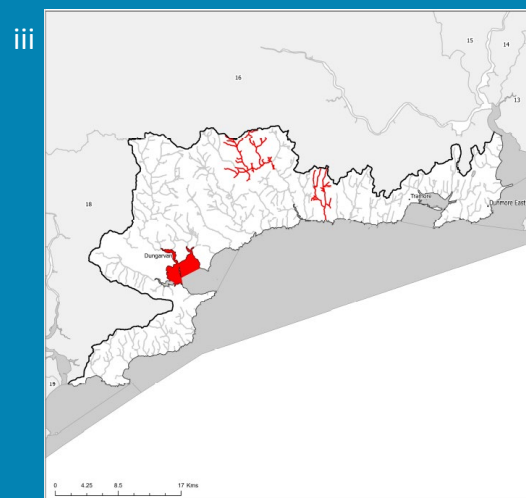 iii
15
14
16
13
18
Tramore
Dunmore East
Dungarvan
19
0 4.25 8.5 17 Kms